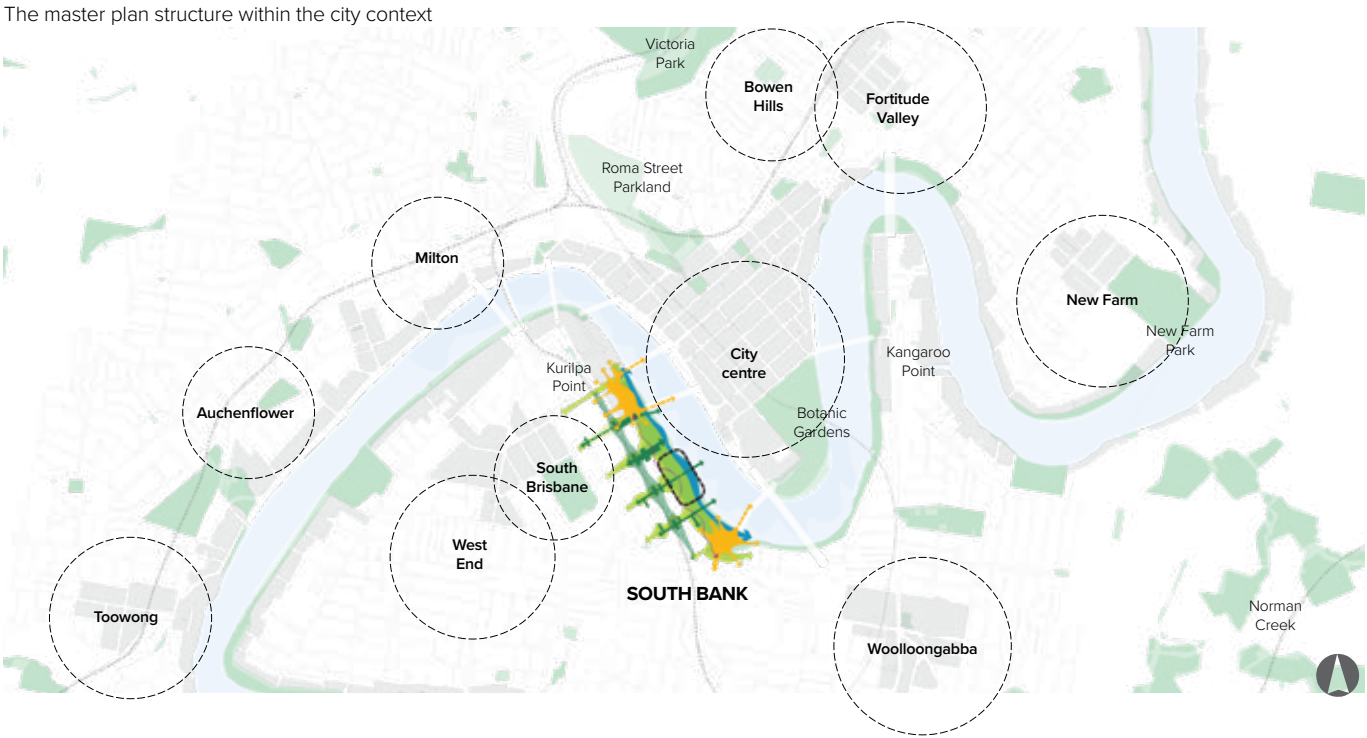 The master plan structure within the city context
Victoria
Park
Bowen
Hills
Fortitude
Valley
Roma Street
Parkland
Milton
New Farm
New Farm
Park
City
centre
Kangaroo
Point
Kurilpa
Point
Auchenflower
Botanic
Gardens
South
Brisbane
West
End
SOUTH BANK
Toowong
Norman
Creek
Woolloongabba